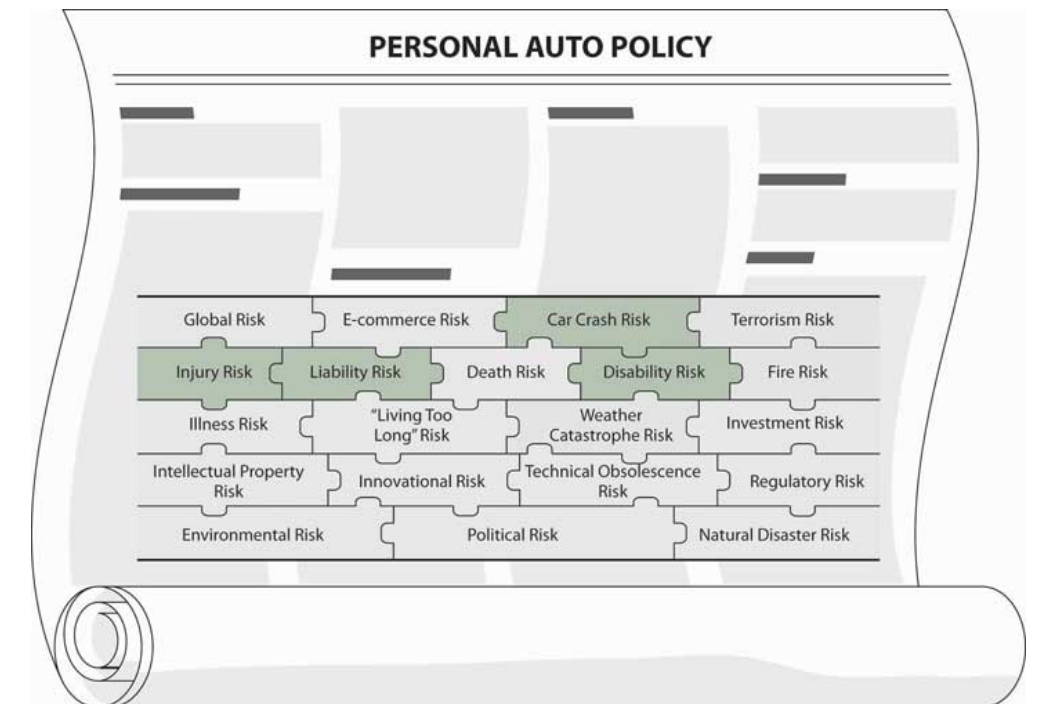 PERSONAL AUTO POLICY
Global Risk
E-commerce Risk
Car Crash Risk
Terrorism Risk
Injury Risk
Liability Risk
Death Risk
Disability Risk
Fire Risk
Illness Risk
“Living Too
Long” Risk
Weather
Catastrophe Risk
Investment Risk
Intellectual Property
Risk
Innovational Risk
Technical Obsolescence
Risk
Regulatory Risk
Environmental Risk
Political Risk
Natural Disaster Risk